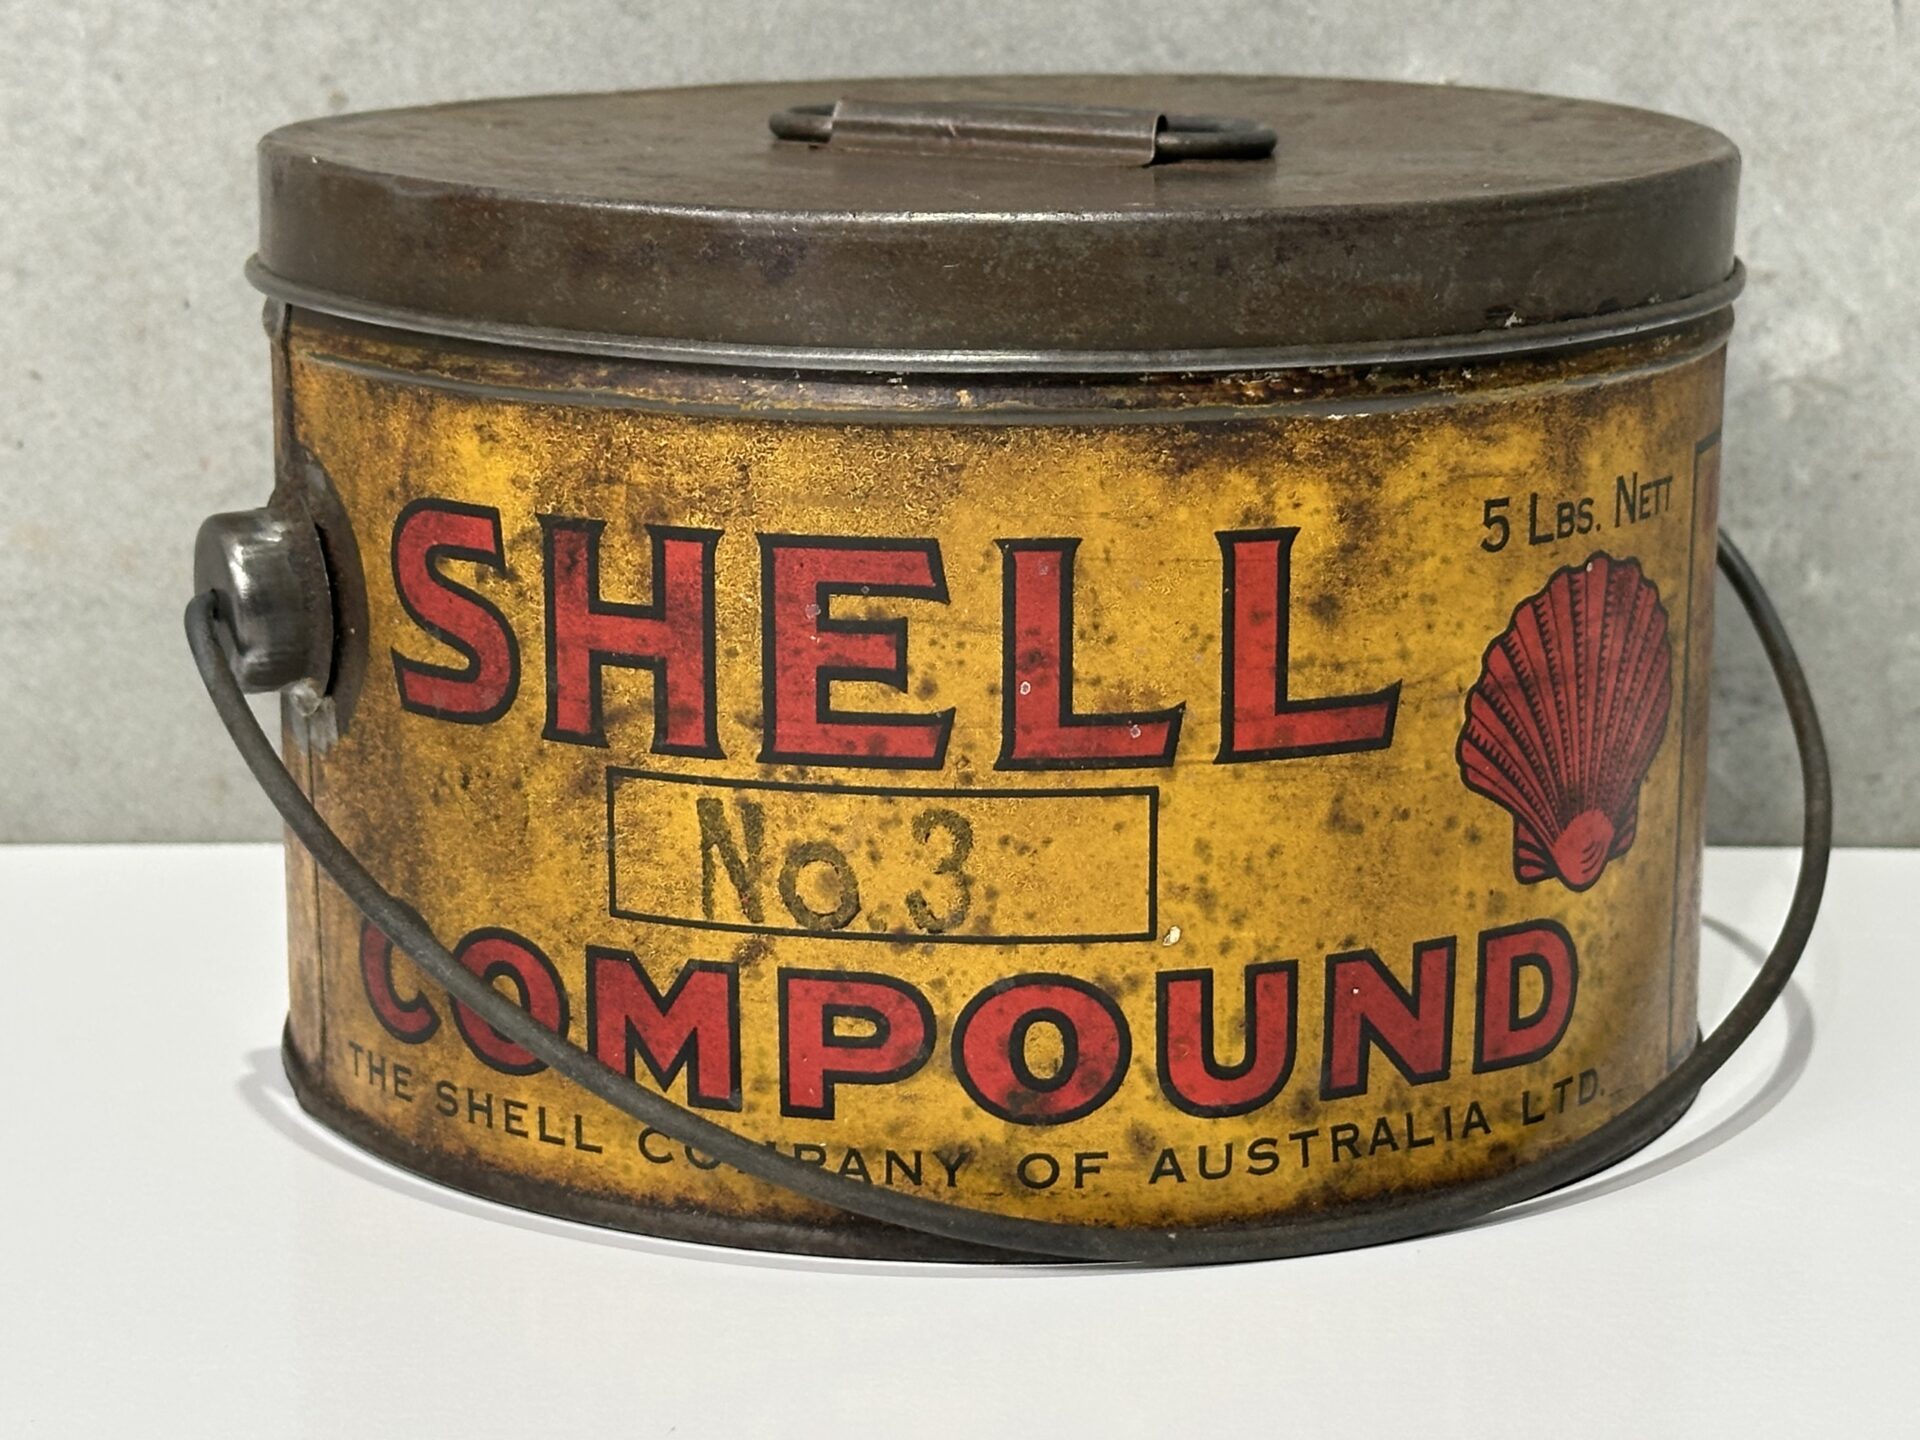 5 LBS. NETT
SHELL
No. 3
COMPOUND
THE SHELL COMPANY OF AUSTRALIA LTD.